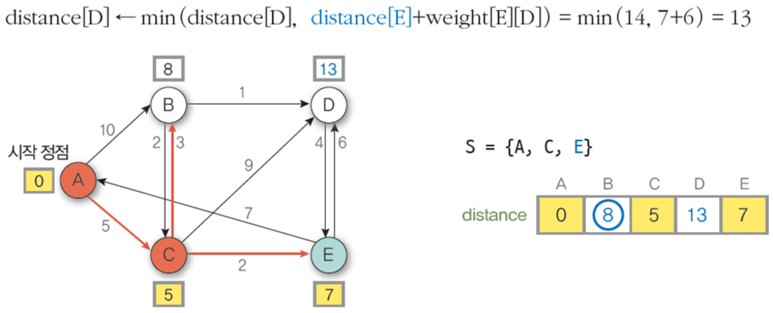 distance[D] ← min(distance[D], distance[E]+weight[E][D]) = min(14, 7+6) = 13
8 13
B 1 D
10
시작 정점
2 3 4 6
9
0 A
7
5
C 2 E
5 7
S = {A, C, E}
A B C D E
distance 0 8 5 13 7